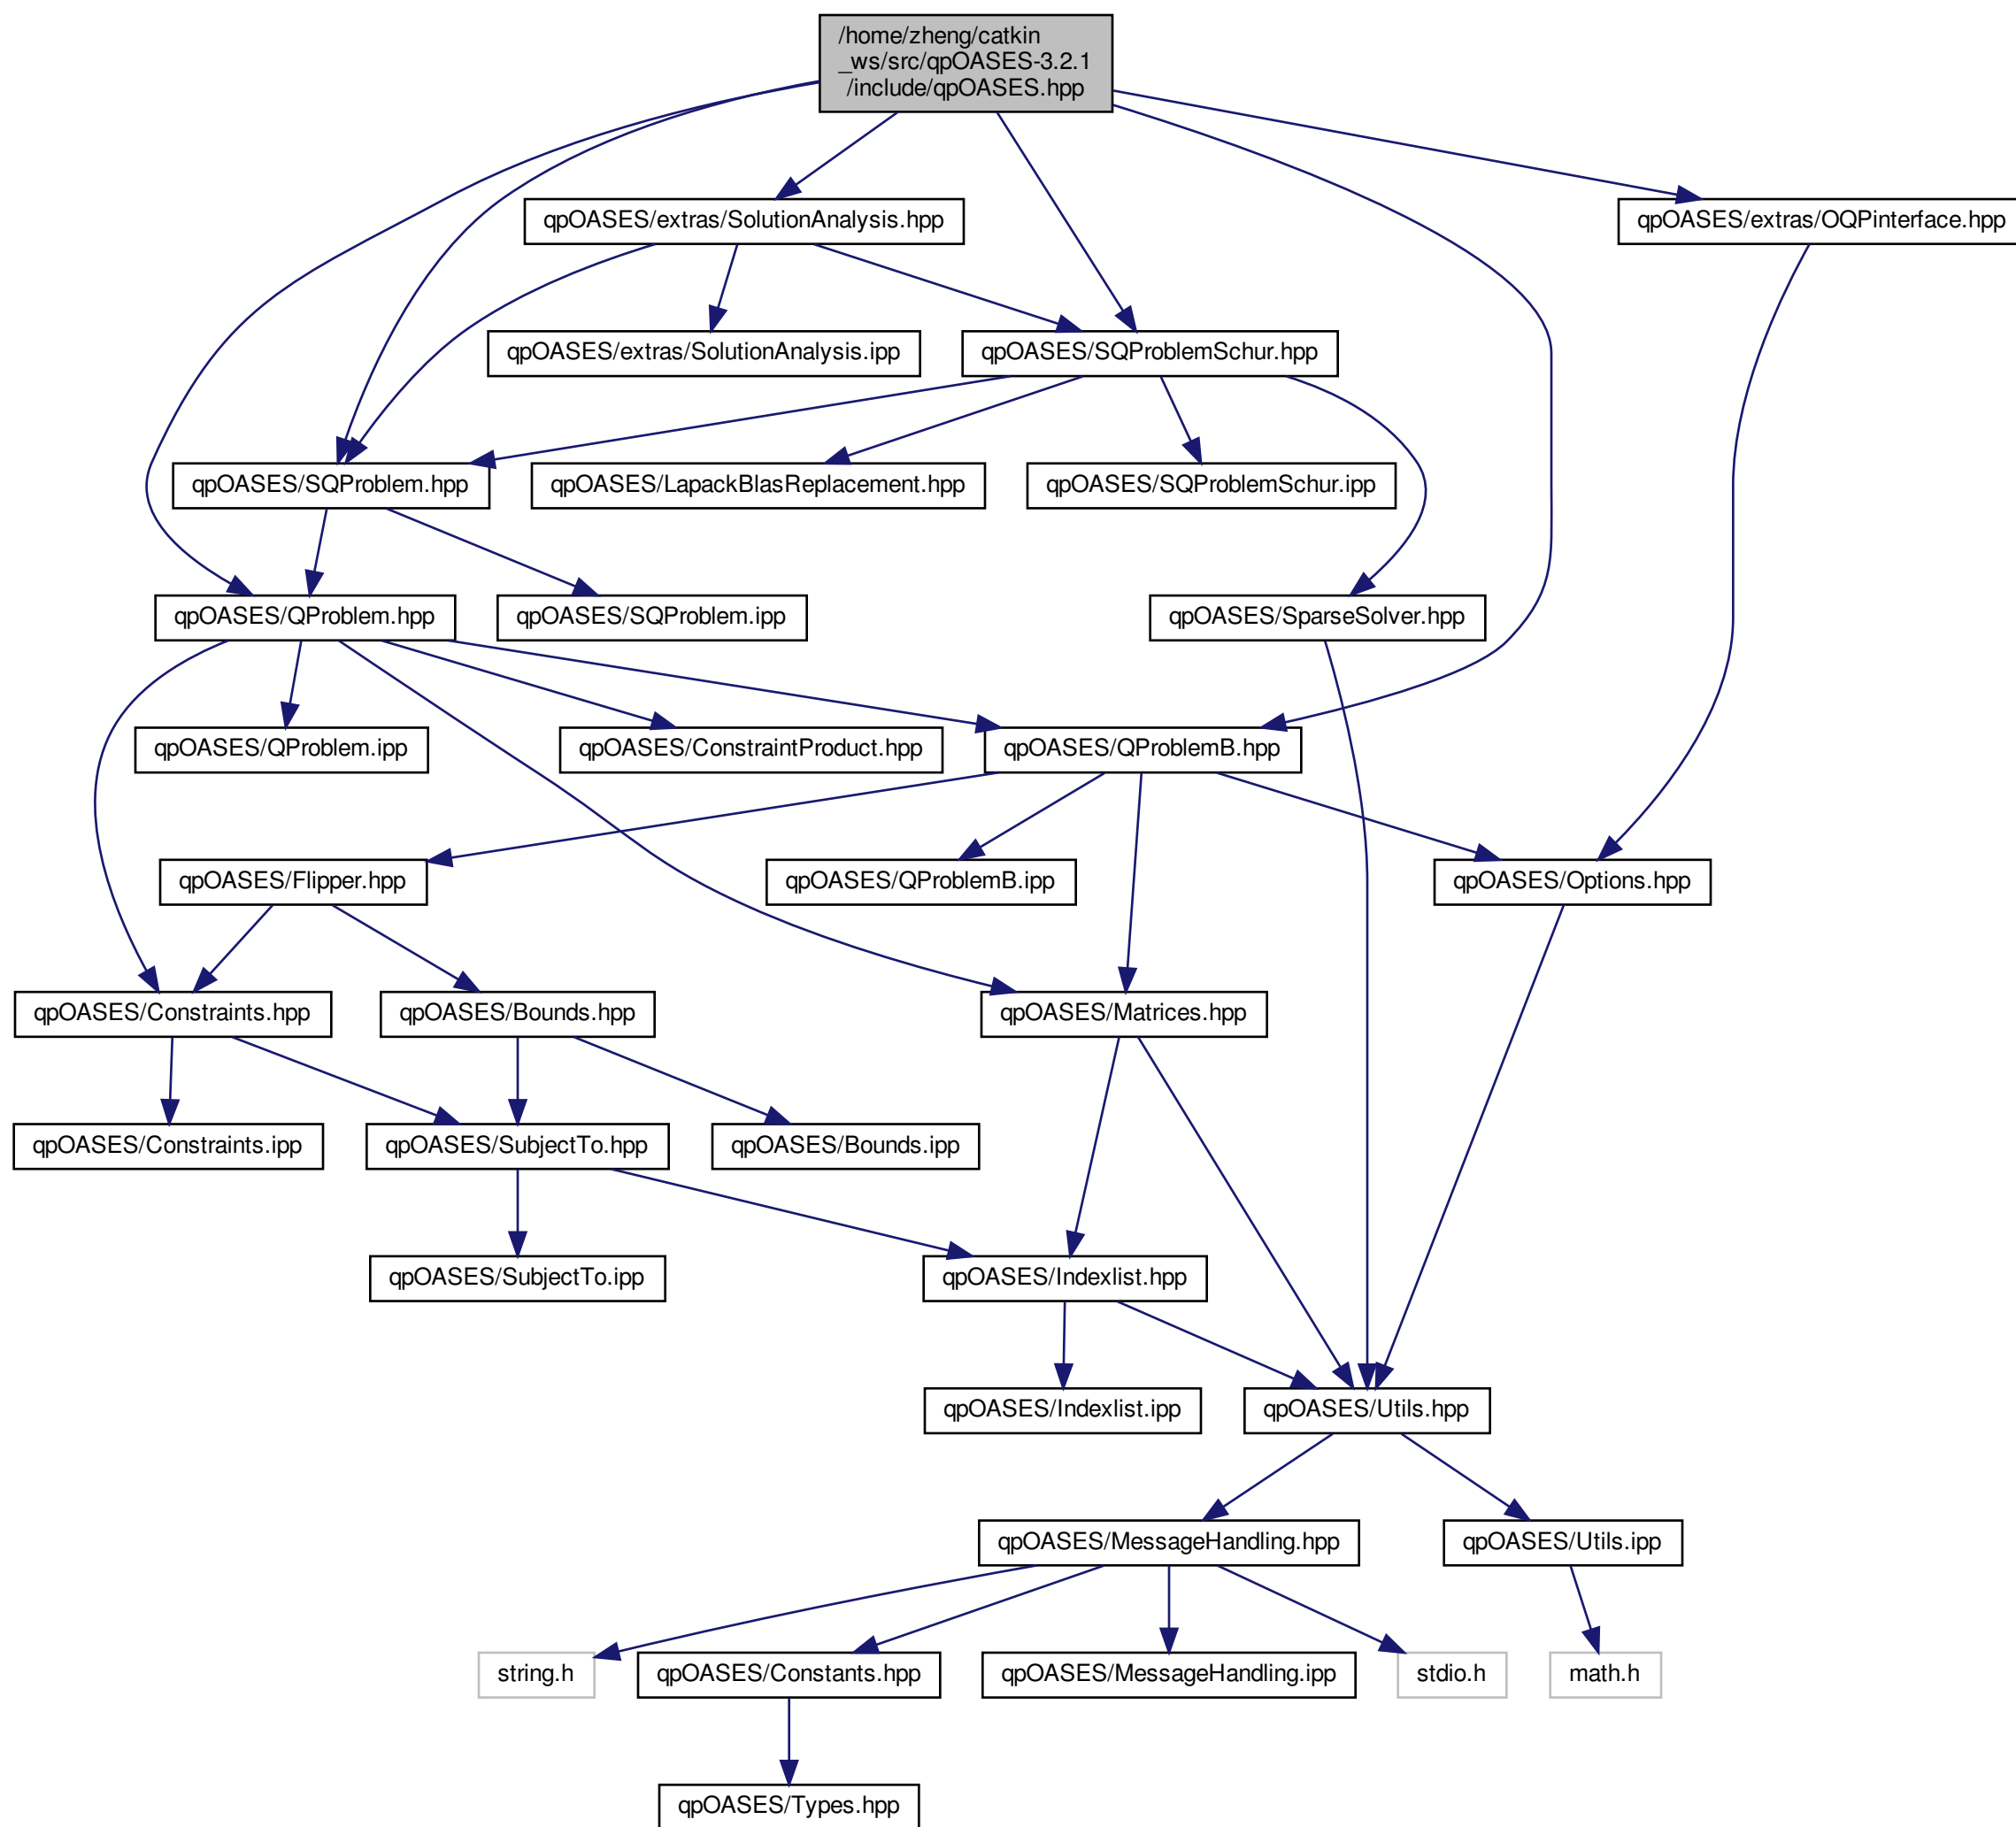 /home/zheng/catkin
_ws/src/qpOASES-3.2.1
/include/qpOASES.hpp
qpOASES/extras/SolutionAnalysis.hpp
qpOASES/extras/OQPinterface.hpp
qpOASES/extras/SolutionAnalysis.ipp
qpOASES/SQProblemSchur.hpp
qpOASES/SQProblem.hpp
qpOASES/LapackBlasReplacement.hpp
qpOASES/SQProblemSchur.ipp
qpOASES/QProblem.hpp
qpOASES/SQProblem.ipp
qpOASES/SparseSolver.hpp
qpOASES/QProblem.ipp
qpOASES/ConstraintProduct.hpp
qpOASES/QProblemB.hpp
qpOASES/Flipper.hpp
qpOASES/QProblemB.ipp
qpOASES/Options.hpp
qpOASES/Constraints.hpp
qpOASES/Bounds.hpp
qpOASES/Matrices.hpp
qpOASES/Constraints.ipp
qpOASES/SubjectTo.hpp
qpOASES/Bounds.ipp
qpOASES/SubjectTo.ipp
qpOASES/Indexlist.hpp
qpOASES/Indexlist.ipp
qpOASES/Utils.hpp
qpOASES/MessageHandling.hpp
qpOASES/Utils.ipp
string.h
qpOASES/Constants.hpp
qpOASES/MessageHandling.ipp
stdio.h
math.h
qpOASES/Types.hpp